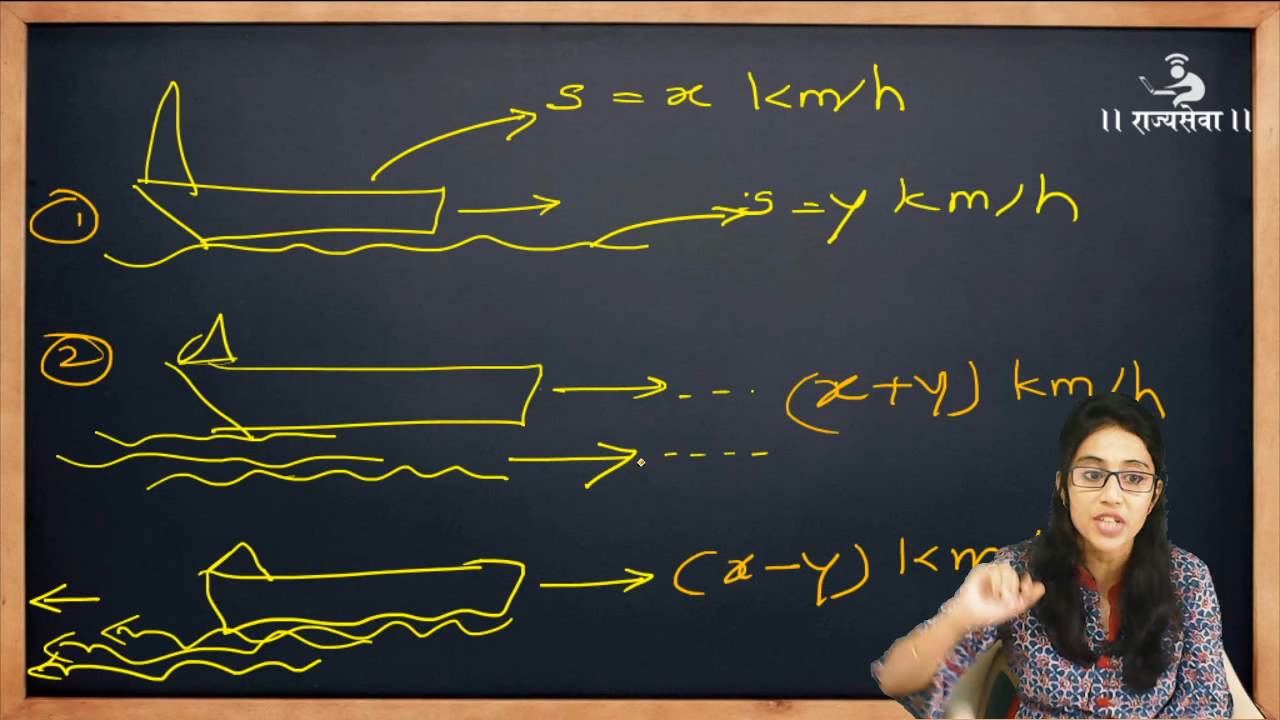 s = x km/h
|| राज्यसेवा ||
1
s = y km/h
2
(x+y) km/h
(x-y) km